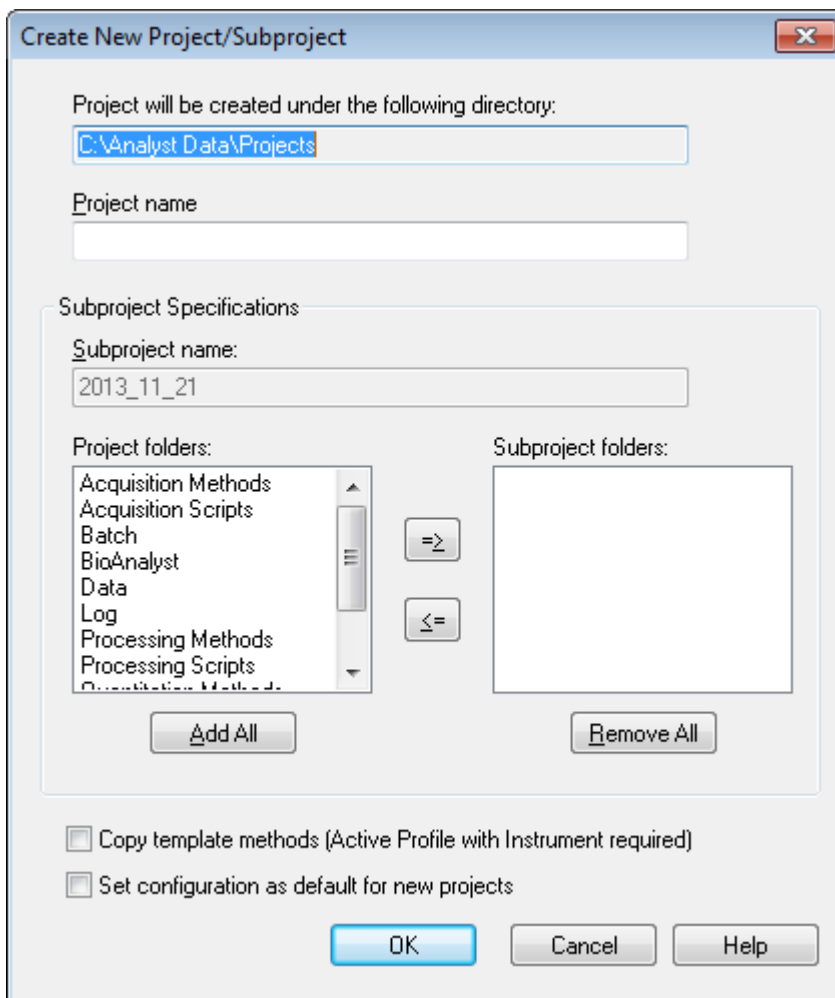 Create New Project/Subproject
Project will be created under the following directory:
C:\Analyst Data\Projects
Project name
Subproject Specifications
Subproject name:
2013_11_21
Project folders:
Subproject folders:
Acquisition Methods
Acquisition Scripts
Batch
BioAnalyst
Data
Log
Processing Methods
Processing Scripts
Quantitation Methods
=>
<=
Add All
Remove All
Copy template methods (Active Profile with Instrument required)
Set configuration as default for new projects
OK
Cancel
Help